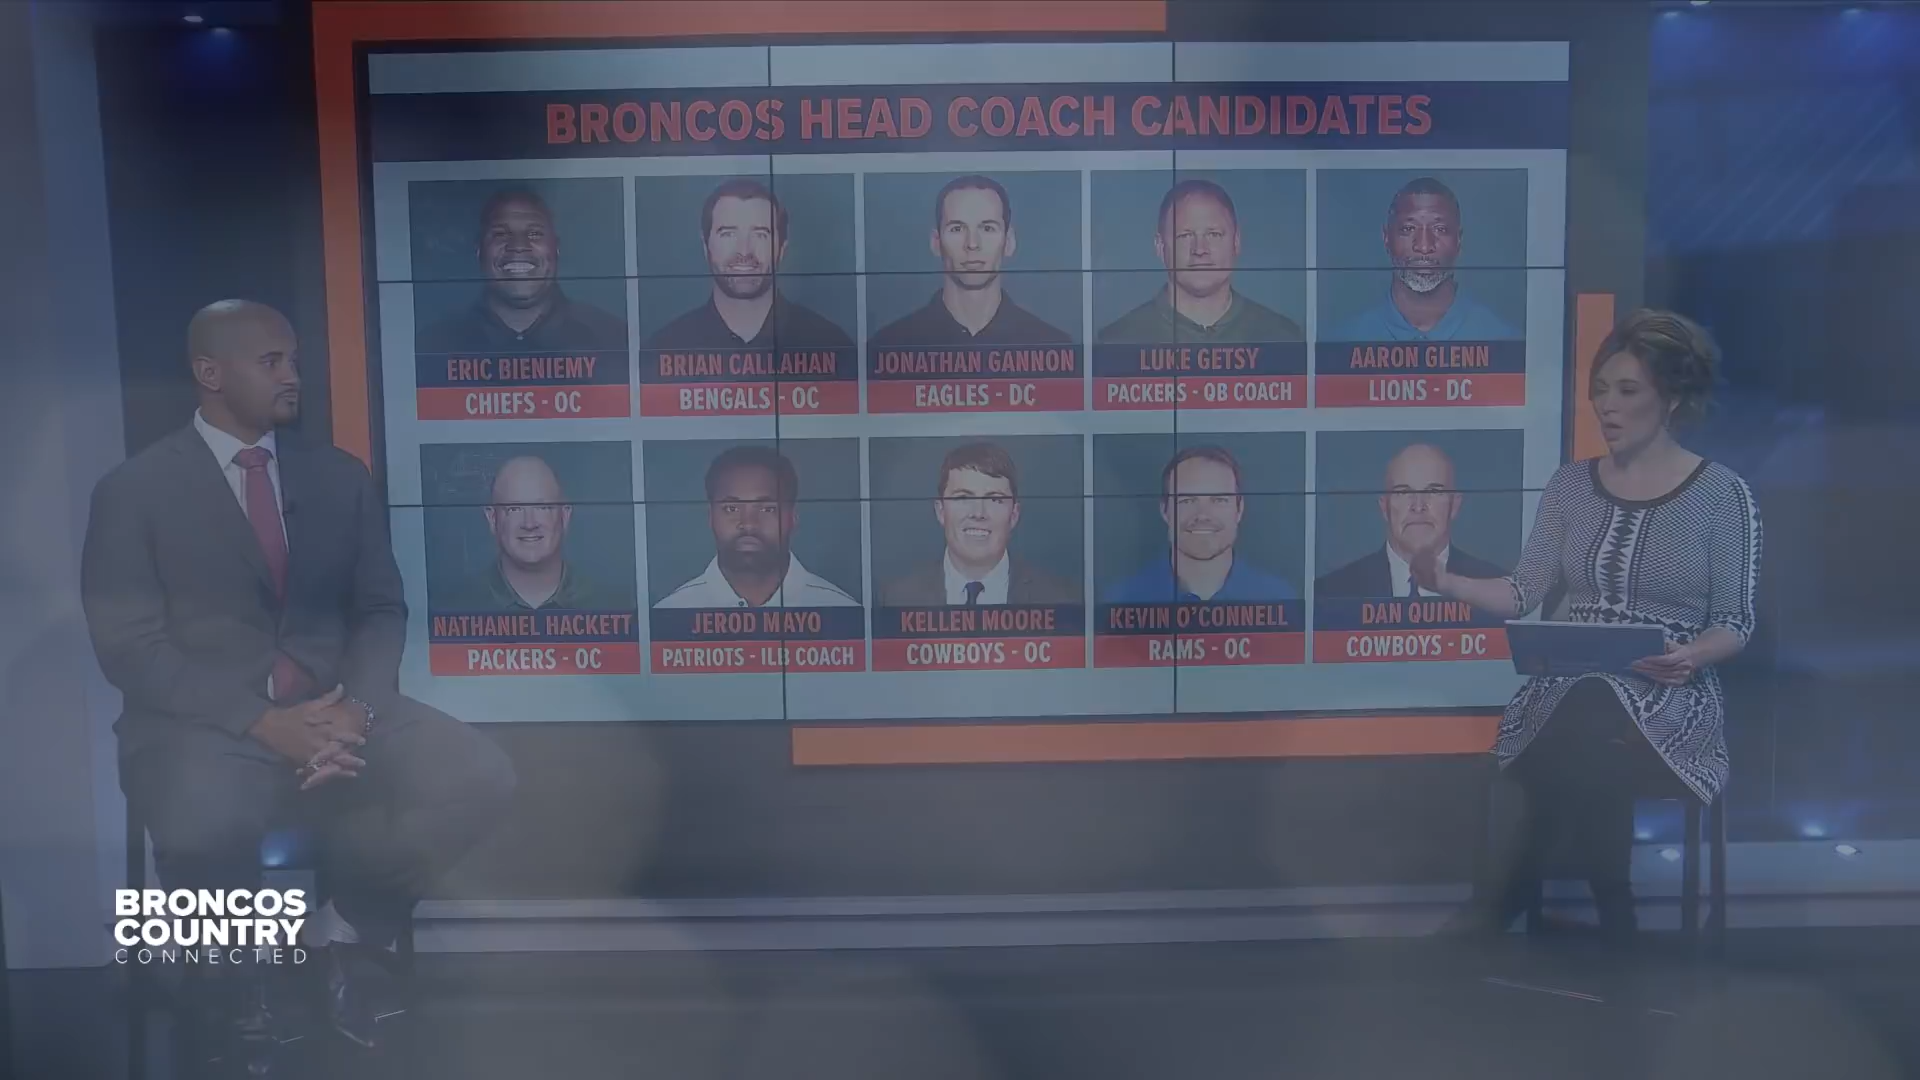 BRONCOS HEAD COACH CANDIDATES
ERIC BIENIEMY
CHIEFS - OC
BRIAN CALLAHAN
BENGALS - OC
JONATHAN GANNON
EAGLES - DC
LUKE GETSY
PACKERS - QB COACH
AARON GLENN
LIONS - DC
NATHANIEL HACKETT
PACKERS - OC
JEROD MAYO
PATRIOTS - ILB COACH
KELLEN MOORE
COWBOYS - OC
KEVIN O'CONNELL
RAMS - OC
DAN QUINN
COWBOYS - DC
BRONCOS
COUNTRY
CONNECTED